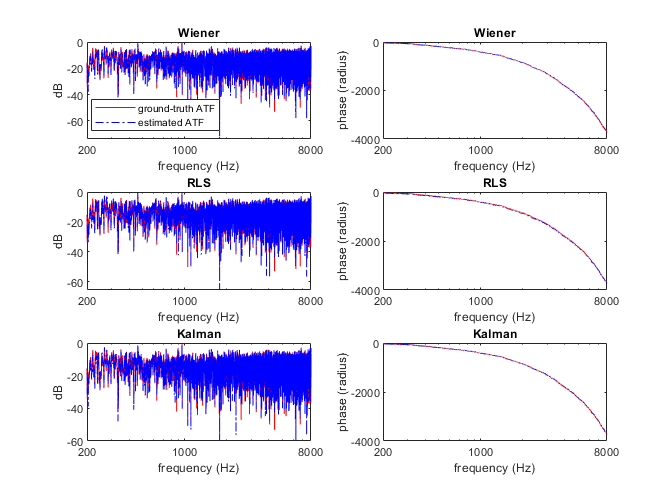 Wiener
0
-20
-40
-60
dB
ground-truth ATF
estimated ATF
200
1000
8000
frequency (Hz)
Wiener
0
-2000
-4000
phase (radius)
200
1000
8000
frequency (Hz)
RLS
0
-20
-40
-60
dB
200
1000
8000
frequency (Hz)
RLS
0
-2000
-4000
phase (radius)
200
1000
8000
frequency (Hz)
Kalman
0
-20
-40
-60
dB
200
1000
8000
frequency (Hz)
Kalman
0
-2000
-4000
phase (radius)
200
1000
8000
frequency (Hz)